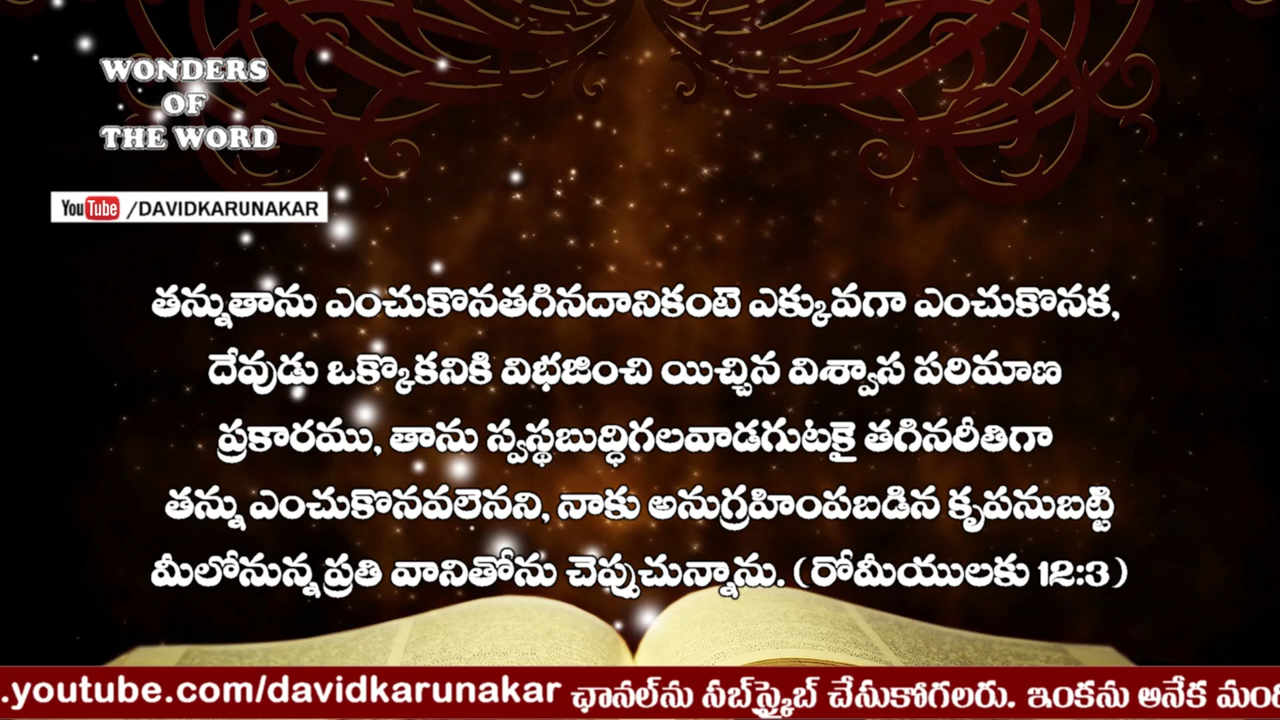 WONDERS
OF
THE WORD
YouTube /DAVIDKARUNAKAR
తన్నుతాను ఎంచుకొనతగినదానికంటె ఎక్కువగా ఎంచుకొనక,
దేవుడు ఒక్కొకనికి విభజించి యిచ్చిన విశ్వాస పరిమాణ
ప్రకారము, తాను స్వస్థబుద్ధిగలవాడగుటకై తగినరీతిగా
తన్ను ఎంచుకొనవలెనని, నాకు అనుగ్రహింపబడిన కృపనుబట్టి
మీలోనున్న ప్రతి వానితోను చెప్పుచున్నాను. (రోమీయులకు 12:3)
.youtube.com/davidkarunakar ఛానల్‌ను సబ్‌స్క్రైబ్ చేసుకోగలరు. ఇంకను అనేక